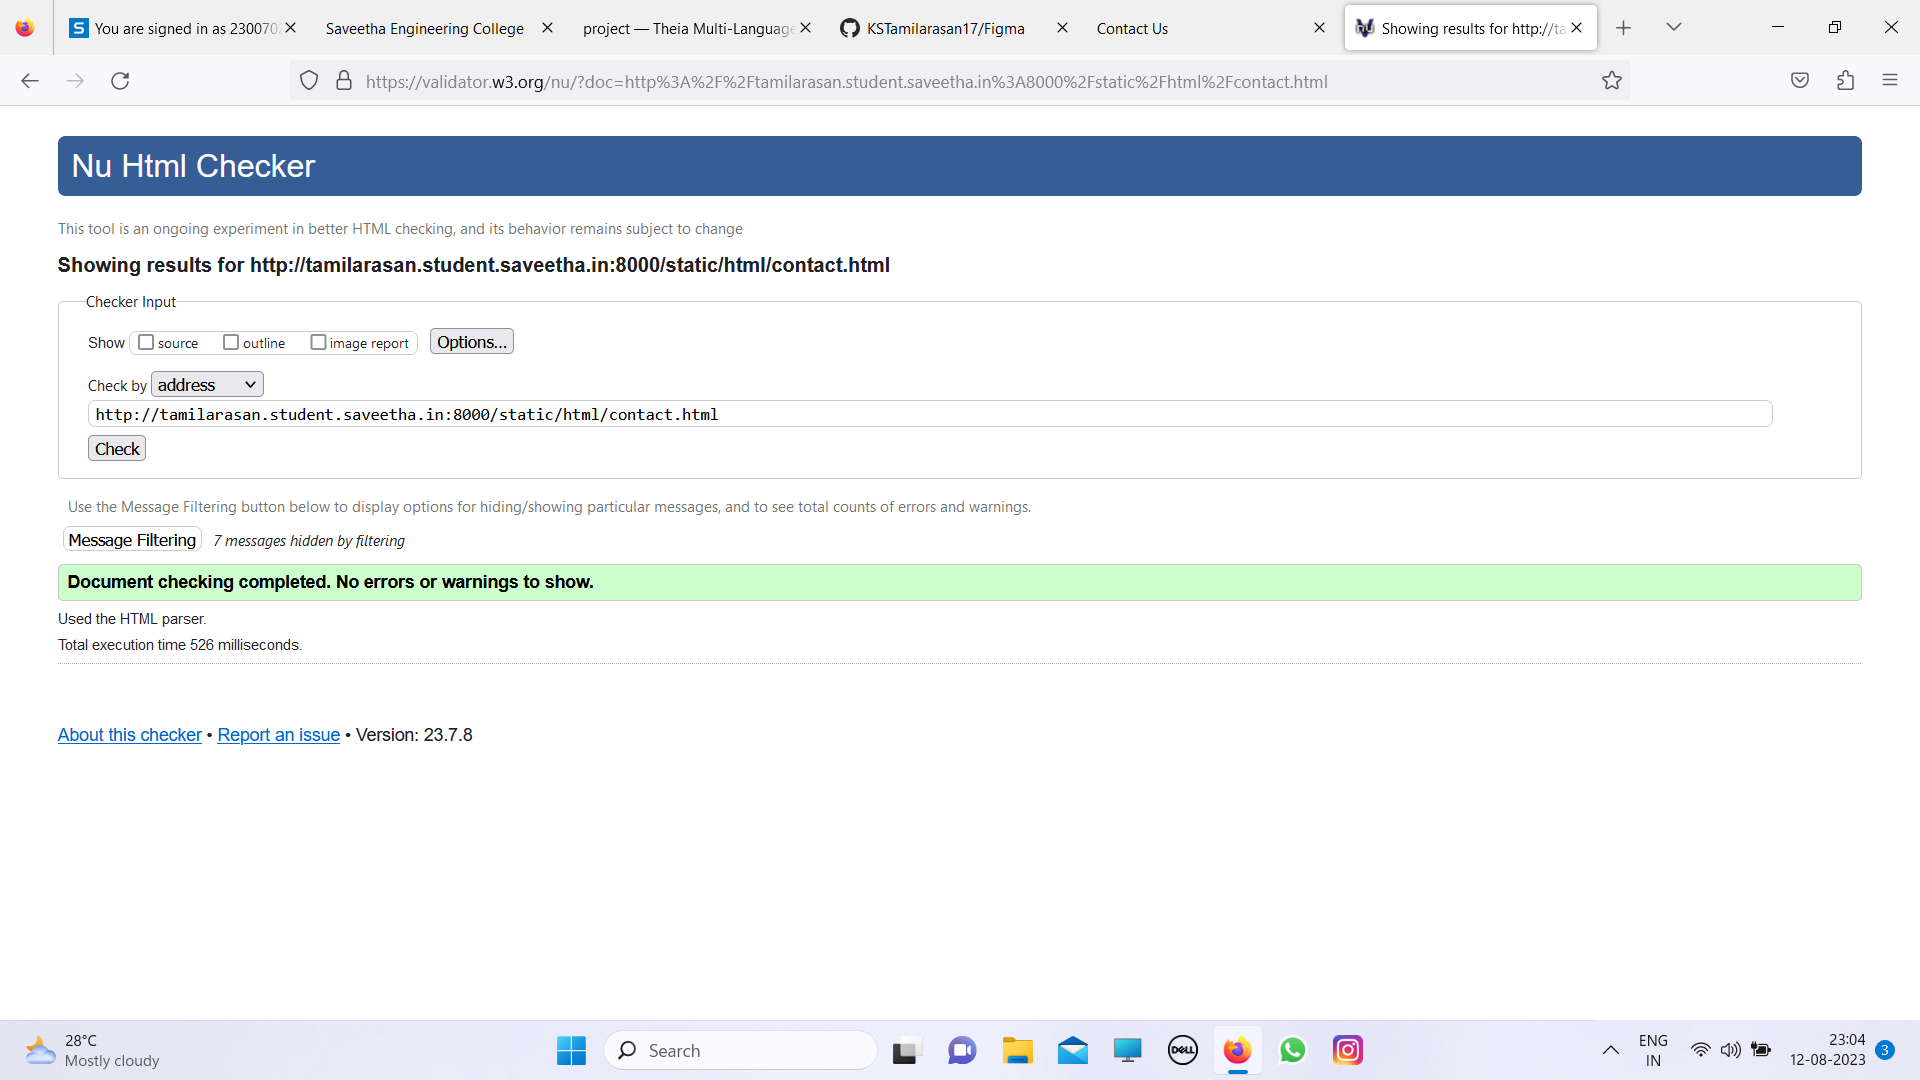 You are signed in as 230070
Saveetha Engineering College
project — Theia Multi-Language
KSTamilarasan17/Figma
Contact Us
Showing results for http://ta
https://validator.w3.org/nu/?doc=http%3A%2F%2Ftamilarasan.student.saveetha.in%3A8000%2Fstatic%2Fhtml%2Fcontact.html
Nu Html Checker
This tool is an ongoing experiment in better HTML checking, and its behavior remains subject to change
Showing results for http://tamilarasan.student.saveetha.in:8000/static/html/contact.html
Checker Input
Show source outline image report Options...
Check by address
http://tamilarasan.student.saveetha.in:8000/static/html/contact.html
Check
Use the Message Filtering button below to display options for hiding/showing particular messages, and to see total counts of errors and warnings.
Message Filtering 7 messages hidden by filtering
Document checking completed. No errors or warnings to show.
Used the HTML parser.
Total execution time 526 milliseconds.
About this checker • Report an issue • Version: 23.7.8
28°C
Mostly cloudy
Search
DELL
ENG
IN
23:04
12-08-2023
3